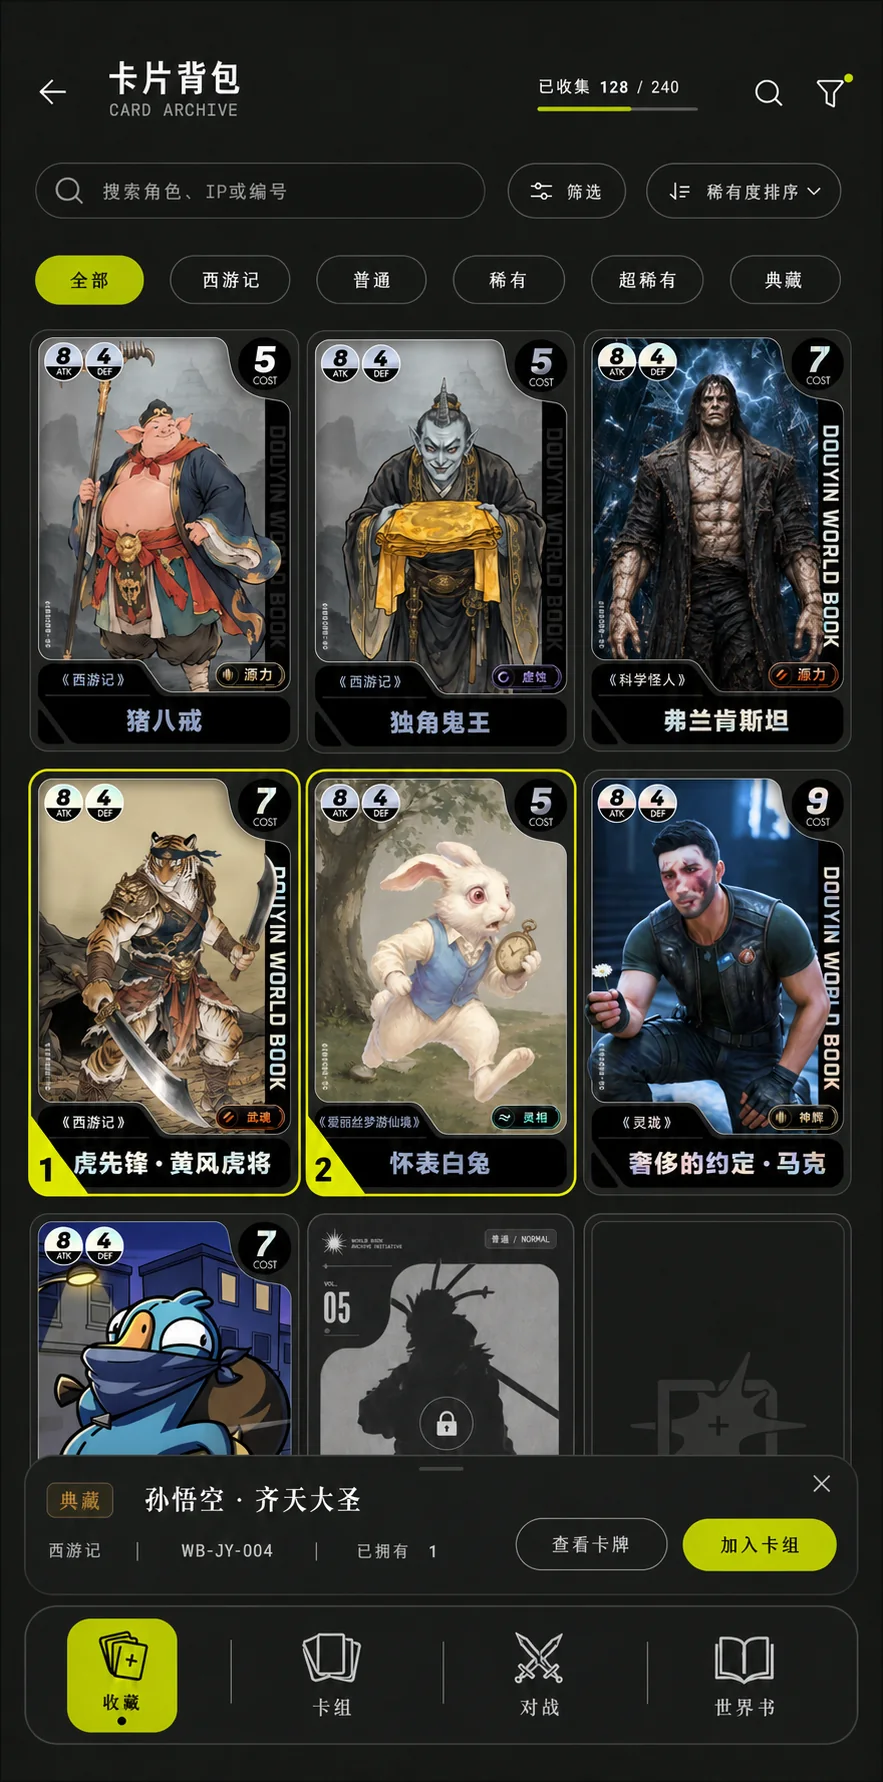 卡片背包
CARD ARCHIVE
已收集 128 / 240
搜索角色、IP或编号
筛选
稀有度排序
全部
西游记
普通
稀有
超稀有
典藏
8 ATK
4 DEF
5 COST
DOUYIN WORLD BOOK
《西游记》
源力
猪八戒
8 ATK
4 DEF
5 COST
DOUYIN WORLD BOOK
《西游记》
虚蚀
独角鬼王
8 ATK
4 DEF
7 COST
DOUYIN WORLD BOOK
《科学怪人》
源力
弗兰肯斯坦
8 ATK
4 DEF
7 COST
DOUYIN WORLD BOOK
《西游记》
武魂
1
虎先锋·黄风虎将
8 ATK
4 DEF
5 COST
《爱丽丝梦游仙境》
灵相
2
怀表白兔
8 ATK
4 DEF
9 COST
DOUYIN WORLD BOOK
《灵珑》
神辉
奢侈的约定·马克
8 ATK
4 DEF
7 COST
WORLD BOOK
ARCHIVE INITIATIVE
普通 / NORMAL
VOL.
05
典藏
孙悟空·齐天大圣
西游记 | WB-JY-004 | 已拥有 1
查看卡牌
加入卡组
收藏
卡组
对战
世界书